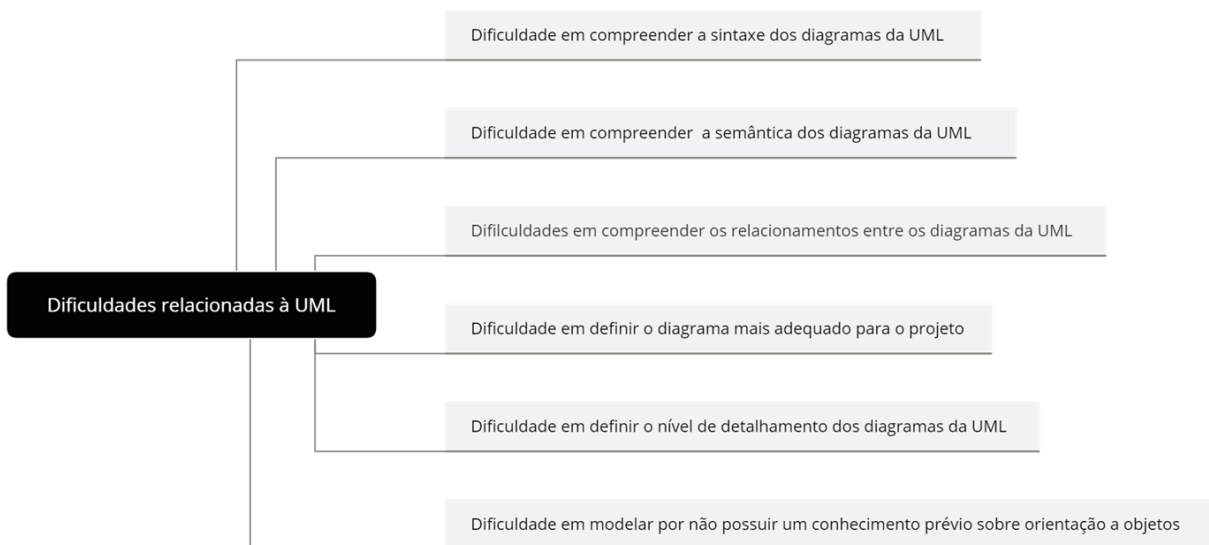 Dificuldade em compreender a sintaxe dos diagramas da UML
Dificuldade em compreender a semântica dos diagramas da UML
Difilculdades em compreender os relacionamentos entre os diagramas da UML
Dificuldades relacionadas à UML
Dificuldade em definir o diagrama mais adequado para o projeto
Dificuldade em definir o nível de detalhamento dos diagramas da UML
Dificuldade em modelar por não possuir um conhecimento prévio sobre orientação a objetos